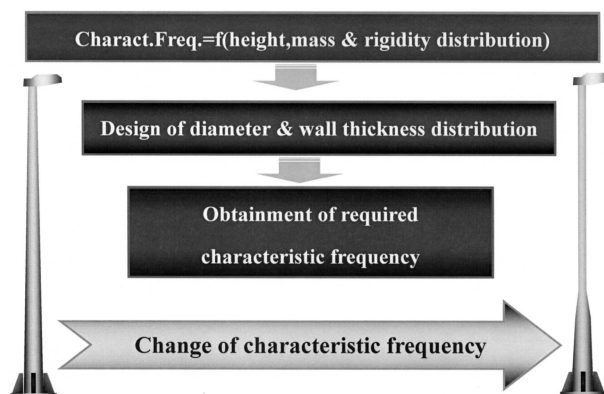 Charact.Freq.=f(height,mass & rigidity distribution)
Design of diameter & wall thickness distribution
Obtainment of required
characteristic frequency
Change of characteristic frequency